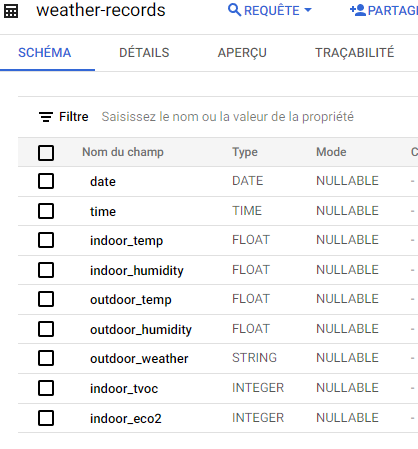 weather-records REQUÊTE PARTAG
SCHÉMA DÉTAILS APERÇU TRAÇABILITÉ
Filtre Saisissez le nom ou la valeur de la propriété
Nom du champ Type Mode C
date DATE NULLABLE -
time TIME NULLABLE -
indoor_temp FLOAT NULLABLE -
indoor_humidity FLOAT NULLABLE -
outdoor_temp FLOAT NULLABLE -
outdoor_humidity FLOAT NULLABLE -
outdoor_weather STRING NULLABLE -
indoor_tvoc INTEGER NULLABLE -
indoor_eco2 INTEGER NULLABLE -